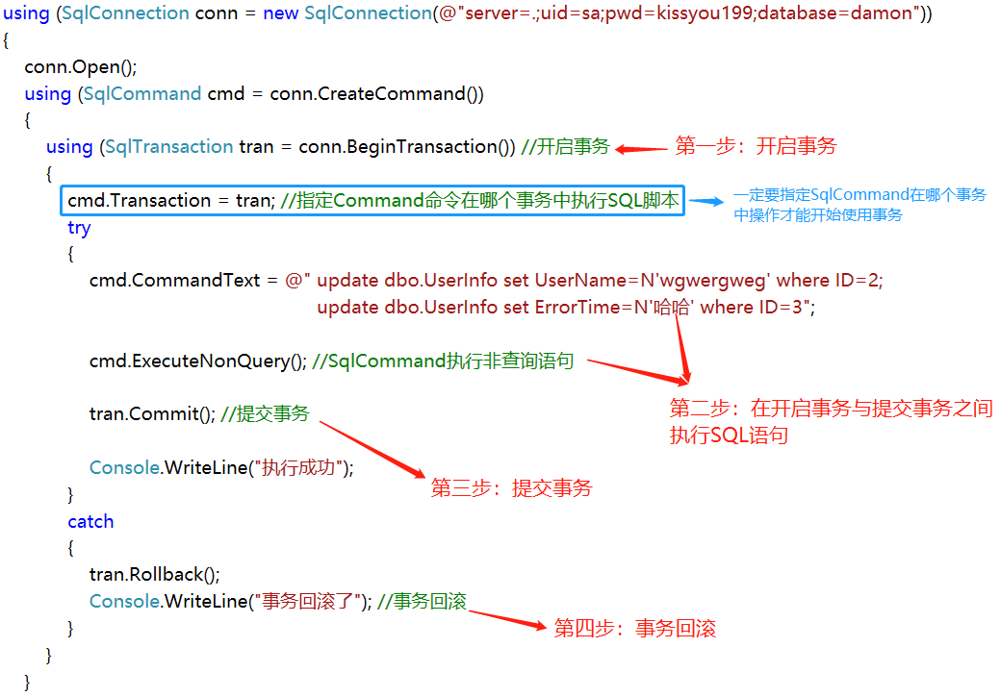 using (SqlConnection conn = new SqlConnection(@"server=.;uid=sa;pwd=kissyou199;database=damon"))
{
conn.Open();
using (SqlCommand cmd = conn.CreateCommand())
{
using (SqlTransaction tran = conn.BeginTransaction()) //开启事务 第一步：开启事务
{
cmd.Transaction = tran; //指定Command命令在哪个事务中执行SQL脚本
一定要指定SqlCommand在哪个事务
中操作才能开始使用事务
try
{
cmd.CommandText = @" update dbo.UserInfo set UserName=N'wgwergweg' where ID=2;
update dbo.UserInfo set ErrorTime=N'哈哈' where ID=3";
cmd.ExecuteNonQuery(); //SqlCommand执行非查询语句
第二步：在开启事务与提交事务之间
执行SQL语句
tran.Commit(); //提交事务
Console.WriteLine("执行成功");
第三步：提交事务
}
catch
{
tran.Rollback();
Console.WriteLine("事务回滚了"); //事务回滚
第四步：事务回滚
}
}
}